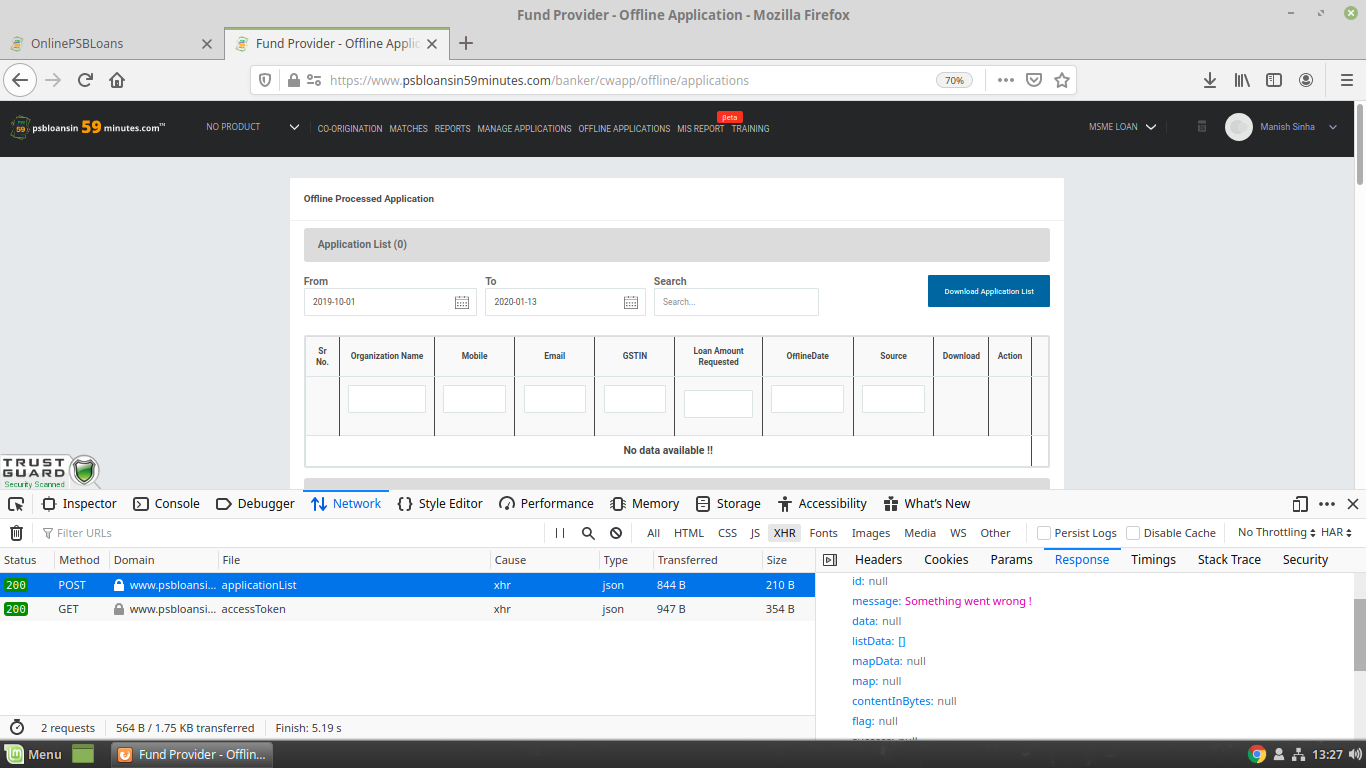 Fund Provider - Offline Application - Mozilla Firefox
OnlinePSBLoans
Fund Provider - Offline Applic
https://www.psbloansin59minutes.com/banker/cwapp/offline/applications
70%
psbloansin 59 minutes.com™
NO PRODUCT
CO-ORIGINATION MATCHES REPORTS MANAGE APPLICATIONS OFFLINE APPLICATIONS MIS REPORT βeta TRAINING
MSME LOAN
Manish Sinha
Offline Processed Application
Application List (0)
From To Search
2019-10-01 2020-01-13 Search...
Download Application List
Sr No. Organization Name Mobile Email GSTIN Loan Amount Requested OfflineDate Source Download Action
No data available !!
TRUST
GUARD
Security Scanned
Inspector Console Debugger Network Style Editor Performance Memory Storage Accessibility What's New
Filter URLs
All HTML CSS JS XHR Fonts Images Media WS Other Persist Logs Disable Cache No Throttling HAR
Status Method Domain File Cause Type Transferred Size
200 POST www.psbloansi... applicationList xhr json 844 B 210 B
200 GET www.psbloansi... accessToken xhr json 947 B 354 B
Headers Cookies Params Response Timings Stack Trace Security
id: null
message: Something went wrong !
data: null
listData: []
mapData: null
map: null
contentInBytes: null
flag: null
2 requests 564 B / 1.75 KB transferred Finish: 5.19 s
Menu Fund Provider - Offlin... 13:27